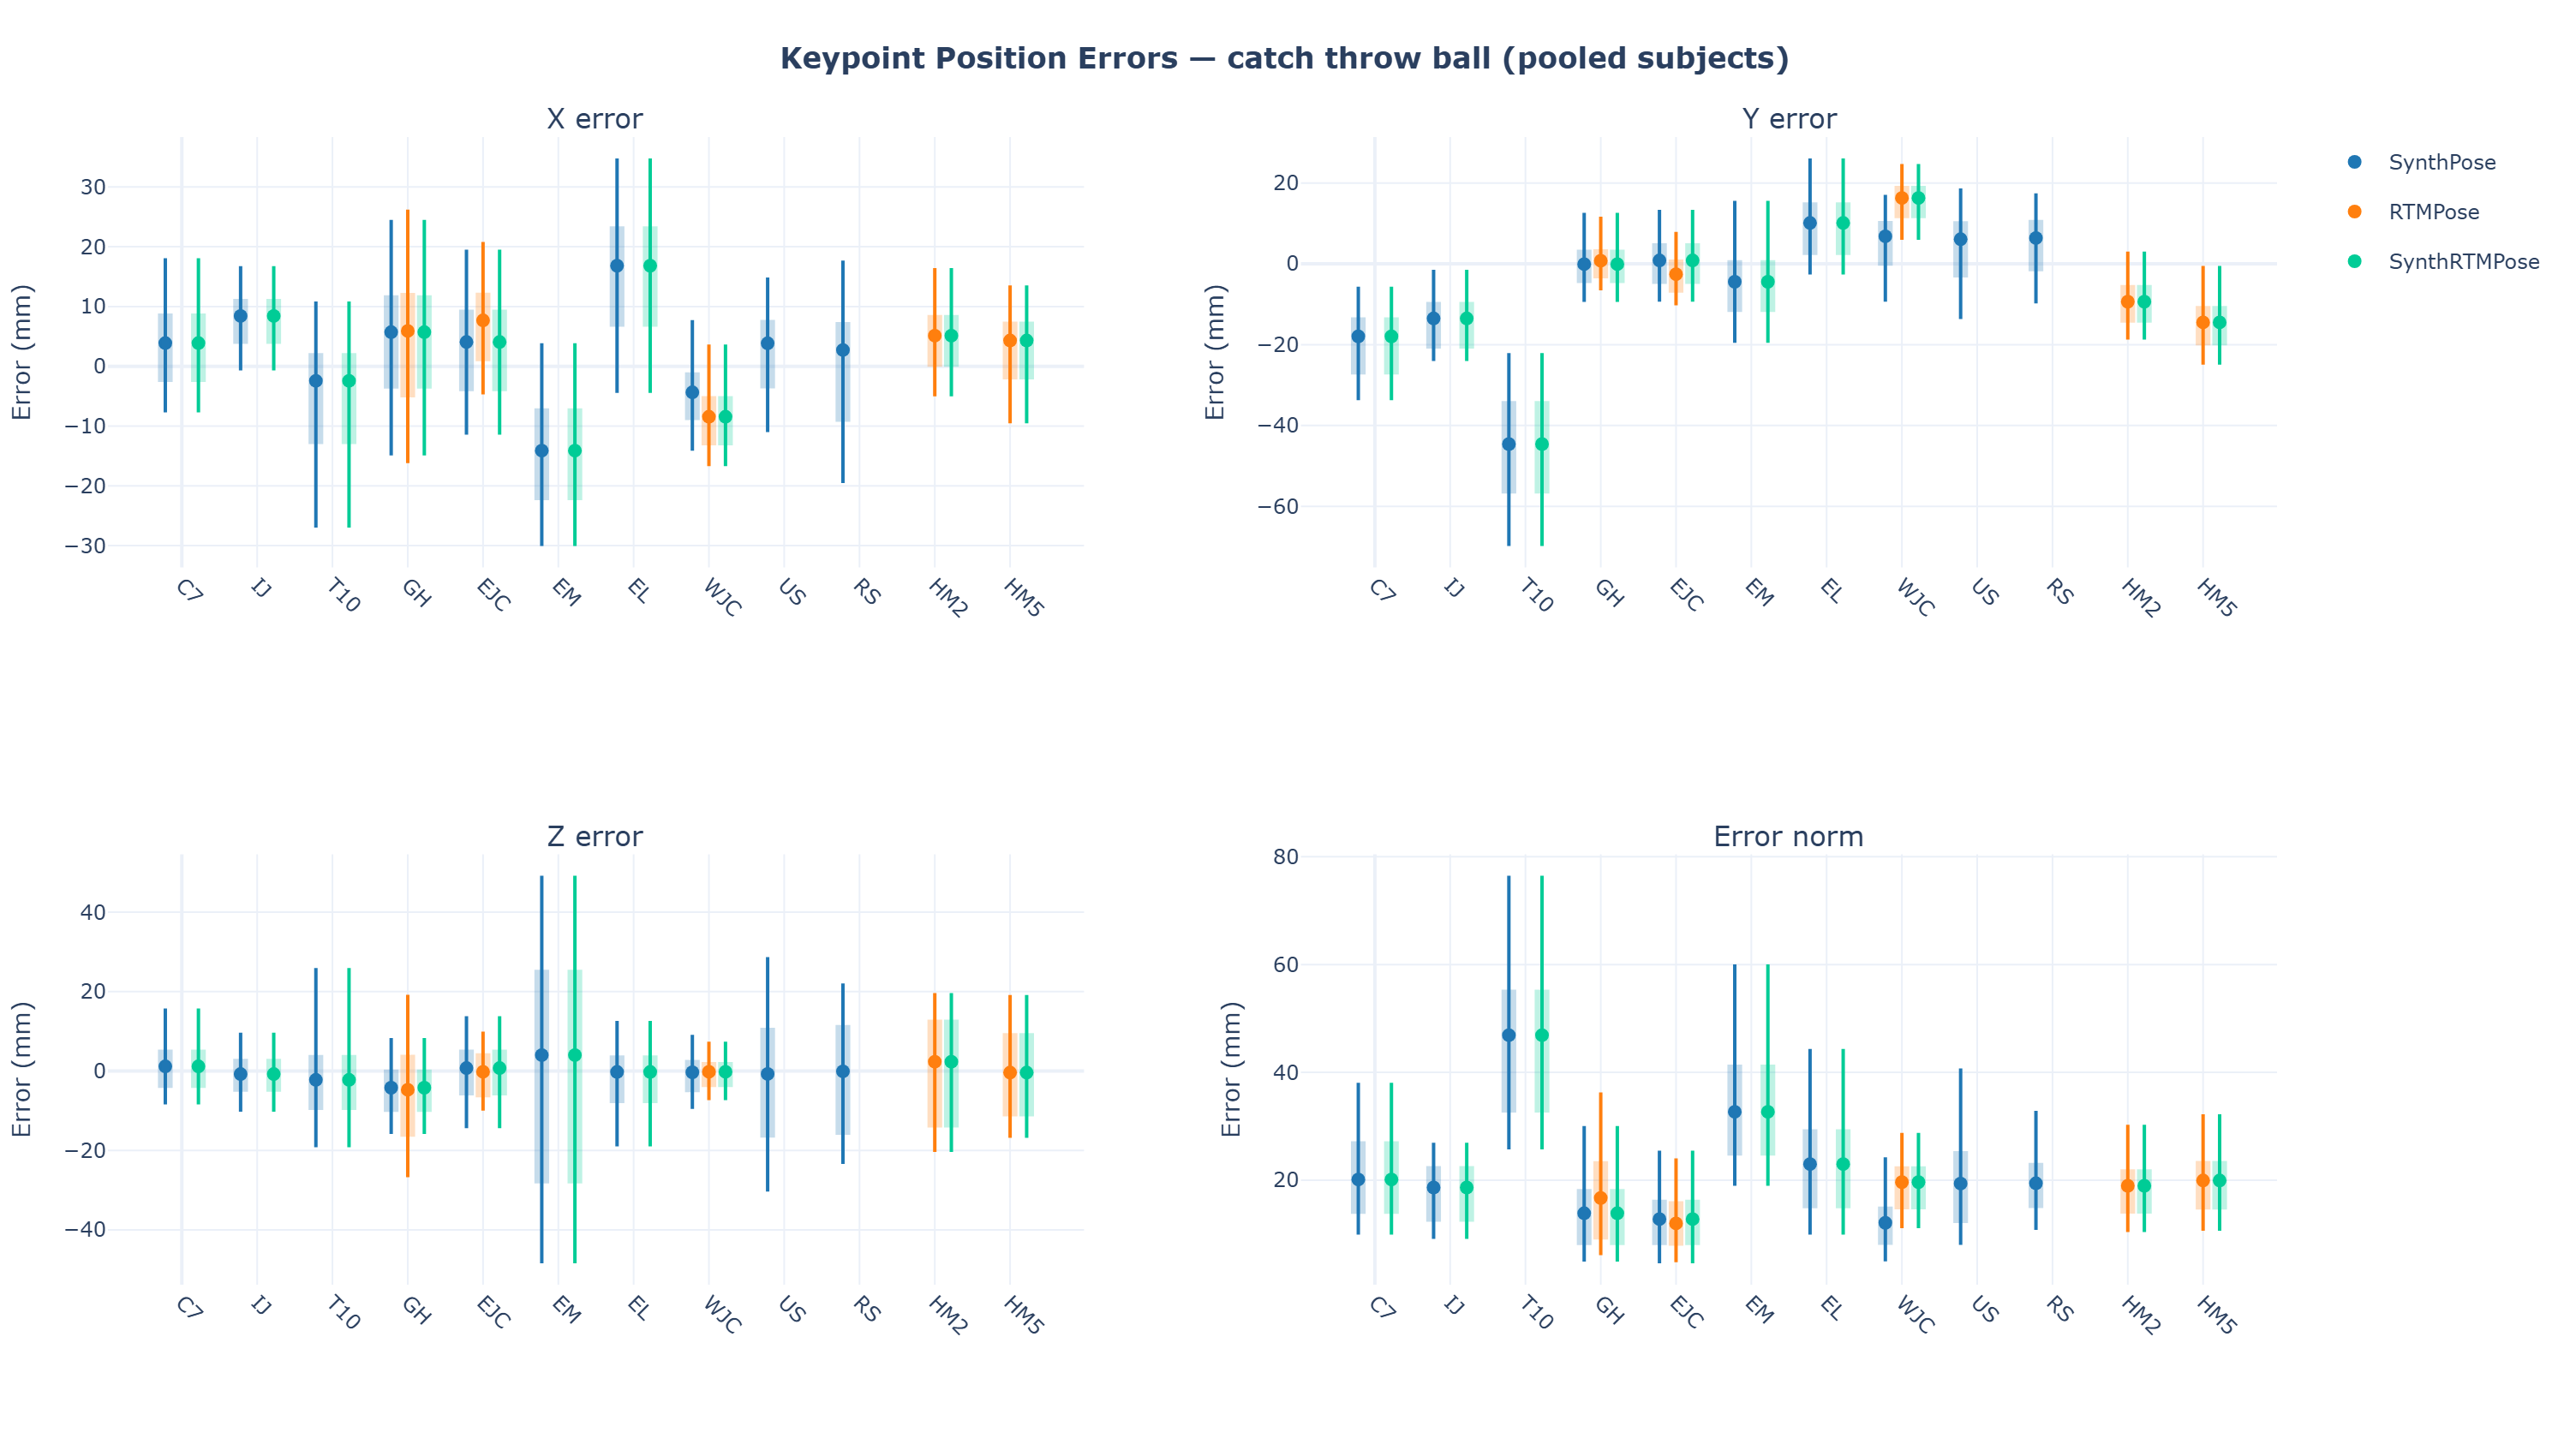 Keypoint Position Errors — catch throw ball (pooled subjects)
X error
Error (mm)
30
20
10
0
−10
−20
−30
C7
IJ
T10
GH
EJC
EM
EL
WJC
US
RS
HM2
HM5
Y error
Error (mm)
20
0
−20
−40
−60
C7
IJ
T10
GH
EJC
EM
EL
WJC
US
RS
HM2
HM5
SynthPose
RTMPose
SynthRTMPose
Z error
Error (mm)
40
20
0
−20
−40
C7
IJ
T10
GH
EJC
EM
EL
WJC
US
RS
HM2
HM5
Error norm
Error (mm)
80
60
40
20
C7
IJ
T10
GH
EJC
EM
EL
WJC
US
RS
HM2
HM5